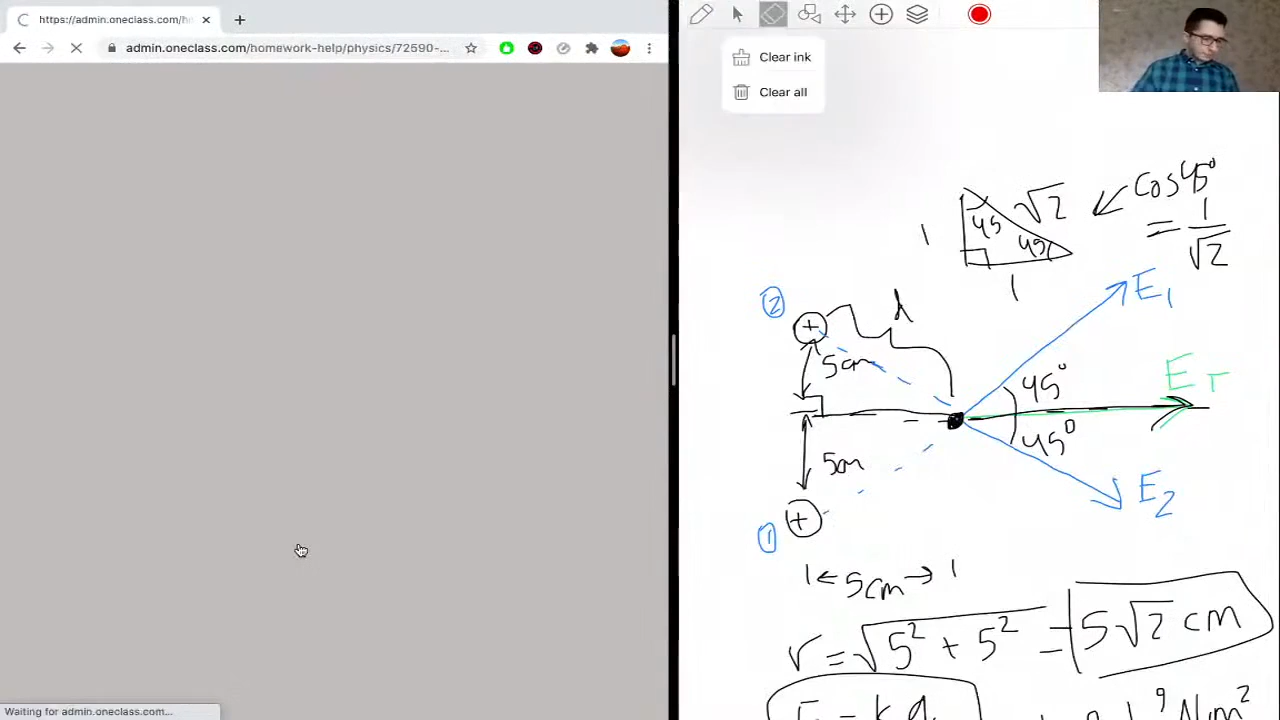 https://admin.oneclass.com/h
admin.oneclass.com/homework-help/physics/72590-...
Clear ink
Clear all
cos45°
= 1/√2
√2
45
45
1
1
② 
+
d
E1
5cm
45°
ET
45°
5cm
E2
+
①
5cm
r = √5² + 5² = 5√2 cm
Waiting for admin.oneclass.com...